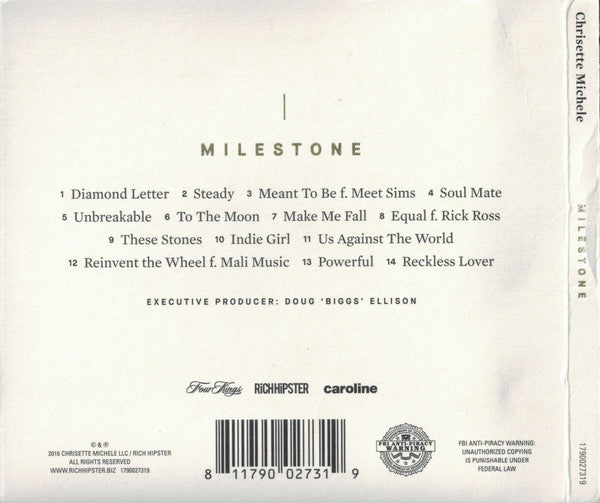 MILESTONE
1 Diamond Letter 2 Steady 3 Meant To Be f. Meet Sims 4 Soul Mate
5 Unbreakable 6 To The Moon 7 Make Me Fall 8 Equal f. Rick Ross
9 These Stones 10 Indie Girl 11 Us Against The World
12 Reinvent the Wheel f. Mali Music 13 Powerful 14 Reckless Lover
EXECUTIVE PRODUCER: DOUG 'BIGGS' ELLISON
Four Kings RiCHHiPSTER caroline
© & ℗
2016 CHRISETTE MICHELE LLC / RICH HIPSTER
ALL RIGHTS RESERVED
WWW.RICHHIPSTER.BIZ 1790027319
8 11790 02731 9
FBI ANTI-PIRACY
WARNING
FBI ANTI-PIRACY WARNING:
UNAUTHORIZED COPYING
IS PUNISHABLE UNDER
FEDERAL LAW
Chrisette Michele
MILESTONE
1790027319